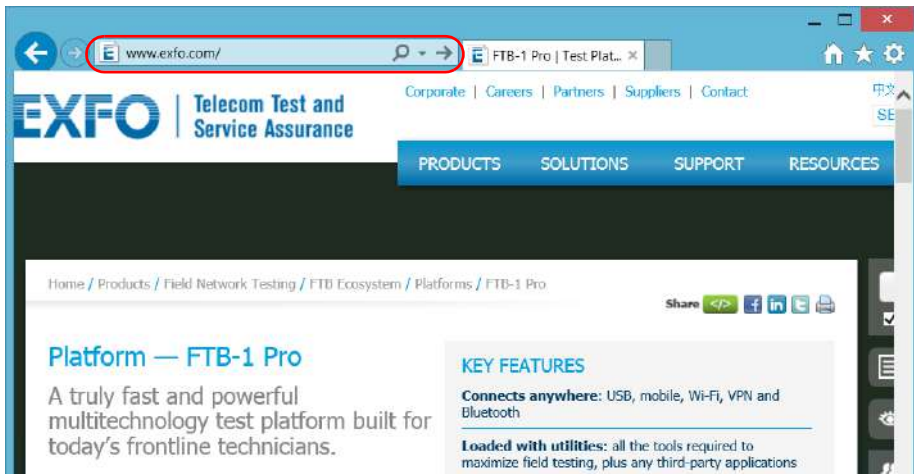 www.exfo.com/
FTB-1 Pro | Test Plat...
EXFO
Telecom Test and
Service Assurance
Corporate | Careers | Partners | Suppliers | Contact
中文
SE
PRODUCTS SOLUTIONS SUPPORT RESOURCES
Home / Products / Field Network Testing / FTB Ecosystem / Platforms / FTB-1 Pro
Share
Platform — FTB-1 Pro
A truly fast and powerful
multitechnology test platform built for
today's frontline technicians.
KEY FEATURES
Connects anywhere: USB, mobile, Wi-Fi, VPN and
Bluetooth
Loaded with utilities: all the tools required to
maximize field testing, plus any third-party applications